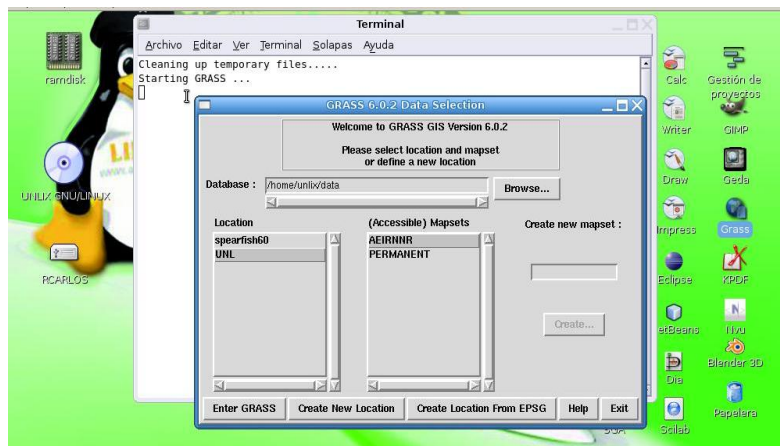 Terminal
Archivo Editar Ver Terminal Solapas Ayuda
Cleaning up temporary files.....
Starting GRASS ...
GRASS 6.0.2 Data Selection
Welcome to GRASS GIS Version 6.0.2
Please select location and mapset
or define a new location
Database : /home/unlix/data Browse...
Location
(Accessible) Mapsets
Create new mapset :
spearfish60
UNL
AEIRNNR
PERMANENT
Create...
Enter GRASS Create New Location Create Location From EPSG Help Exit
ramdisk
UNLIX GNU/LINUX
RCARLOS
Calc
Gestión de
proyectos
Writer
GIMP
Draw
Geda
Impress
Grass
Eclipse
KPDF
etBeans
Nvu
Blender 3D
Dia
Papelera
Scilab